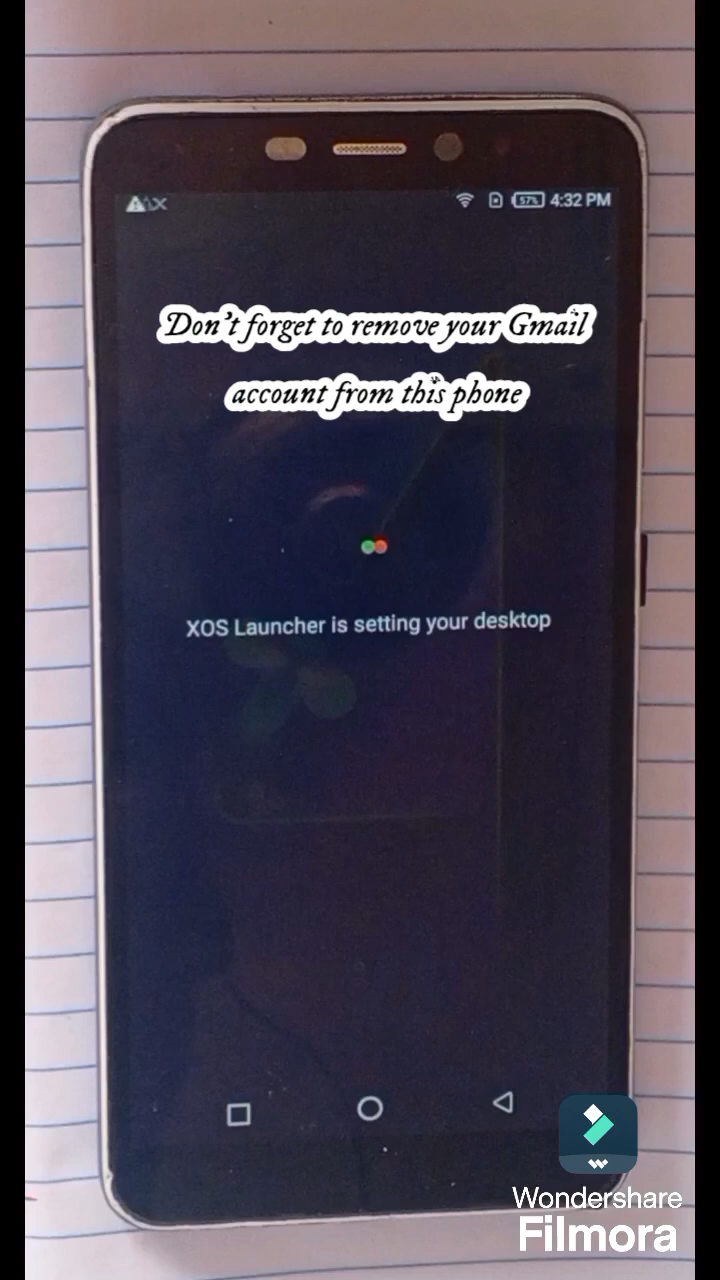 57% 4:32 PM
Don't forget to remove your Gmail
account from this phone
XOS Launcher is setting your desktop
Wondershare
Filmora